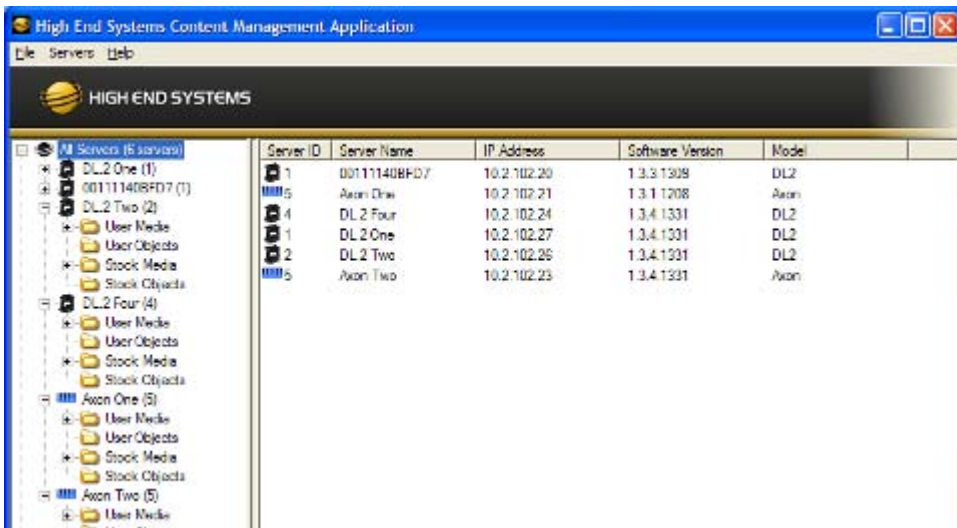 High End Systems Content Management Application
File Servers Help
HIGH END SYSTEMS
All Servers (6 servers)
DL.2 One (1)
00111140BFD7 (1)
DL.2 Two (2)
User Media
User Objects
Stock Media
Stock Objects
DL.2 Four (4)
User Media
User Objects
Stock Media
Stock Objects
Axon One (5)
User Media
User Objects
Stock Media
Stock Objects
Axon Two (5)
User Media
Server ID Server Name IP Address Software Version Model
1 00111140BFD7 10.2.102.20 1.3.3.1309 DL2
5 Axon One 10.2.102.21 1.3.1.1208 Axon
4 DL.2 Four 10.2.102.24 1.3.4.1331 DL2
1 DL.2 One 10.2.102.27 1.3.4.1331 DL2
2 DL.2 Two 10.2.102.26 1.3.4.1331 DL2
5 Axon Two 10.2.102.23 1.3.4.1331 Axon